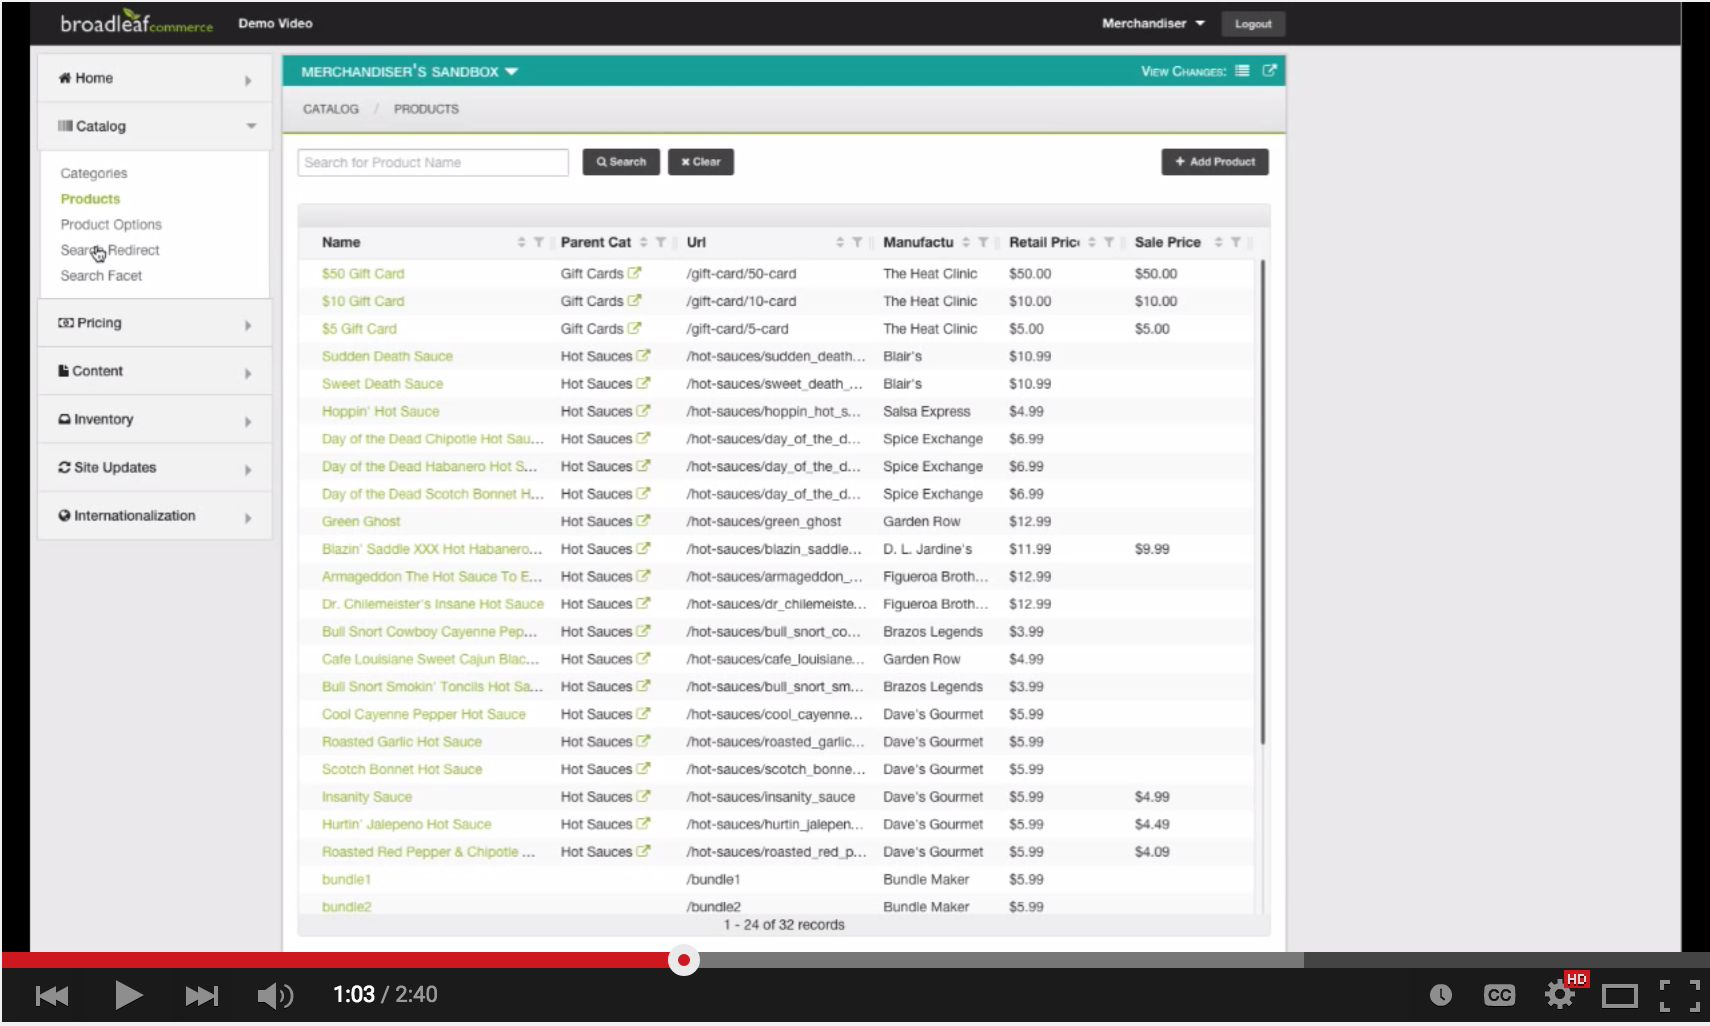 broadleafcommerce Demo Video Merchandiser Logout
Home
Catalog
Categories
Products
Product Options
Search Redirect
Search Facet
Pricing
Content
Inventory
Site Updates
Internationalization
MERCHANDISER'S SANDBOX VIEW CHANGES:
CATALOG / PRODUCTS
Search for Product Name Search Clear + Add Product
Name Parent Cat Url Manufactu Retail Pric Sale Price
$50 Gift Card Gift Cards /gift-card/50-card The Heat Clinic $50.00 $50.00
$10 Gift Card Gift Cards /gift-card/10-card The Heat Clinic $10.00 $10.00
$5 Gift Card Gift Cards /gift-card/5-card The Heat Clinic $5.00 $5.00
Sudden Death Sauce Hot Sauces /hot-sauces/sudden_death... Blair's $10.99
Sweet Death Sauce Hot Sauces /hot-sauces/sweet_death_... Blair's $10.99
Hoppin' Hot Sauce Hot Sauces /hot-sauces/hoppin_hot_s... Salsa Express $4.99
Day of the Dead Chipotle Hot Sau... Hot Sauces /hot-sauces/day_of_the_d... Spice Exchange $6.99
Day of the Dead Habanero Hot S... Hot Sauces /hot-sauces/day_of_the_d... Spice Exchange $6.99
Day of the Dead Scotch Bonnet H... Hot Sauces /hot-sauces/day_of_the_d... Spice Exchange $6.99
Green Ghost Hot Sauces /hot-sauces/green_ghost Garden Row $12.99
Blazin' Saddle XXX Hot Habanero... Hot Sauces /hot-sauces/blazin_saddle... D. L. Jardine's $11.99 $9.99
Armageddon The Hot Sauce To E... Hot Sauces /hot-sauces/armageddon_... Figueroa Broth... $12.99
Dr. Chilemeister's Insane Hot Sauce Hot Sauces /hot-sauces/dr_chilemeiste... Figueroa Broth... $12.99
Bull Snort Cowboy Cayenne Pep... Hot Sauces /hot-sauces/bull_snort_co... Brazos Legends $3.99
Cafe Louisiane Sweet Cajun Blac... Hot Sauces /hot-sauces/cafe_louisiane... Garden Row $4.99
Bull Snort Smokin' Toncils Hot Sa... Hot Sauces /hot-sauces/bull_snort_sm... Brazos Legends $3.99
Cool Cayenne Pepper Hot Sauce Hot Sauces /hot-sauces/cool_cayenne... Dave's Gourmet $5.99
Roasted Garlic Hot Sauce Hot Sauces /hot-sauces/roasted_garlic... Dave's Gourmet $5.99
Scotch Bonnet Hot Sauce Hot Sauces /hot-sauces/scotch_bonne... Dave's Gourmet $5.99
Insanity Sauce Hot Sauces /hot-sauces/insanity_sauce Dave's Gourmet $5.99 $4.99
Hurtin' Jalepeno Hot Sauce Hot Sauces /hot-sauces/hurtin_jalepen... Dave's Gourmet $5.99 $4.49
Roasted Red Pepper & Chipotle ... Hot Sauces /hot-sauces/roasted_red_p... Dave's Gourmet $5.99 $4.09
bundle1 /bundle1 Bundle Maker $5.99
bundle2 /bundle2 Bundle Maker $5.99
1 - 24 of 32 records
1:03 / 2:40 CC HD